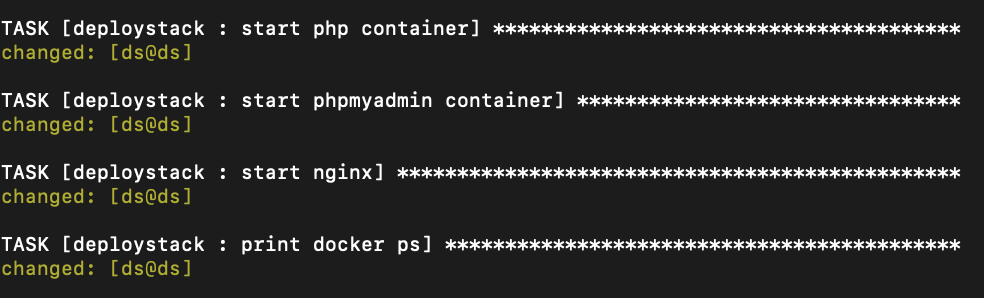 TASK [deploystack : start php container] ***************************************
changed: [ds@ds]
TASK [deploystack : start phpmyadmin container] ********************************
changed: [ds@ds]
TASK [deploystack : start nginx] ***********************************************
changed: [ds@ds]
TASK [deploystack : print docker ps] *******************************************
changed: [ds@ds]